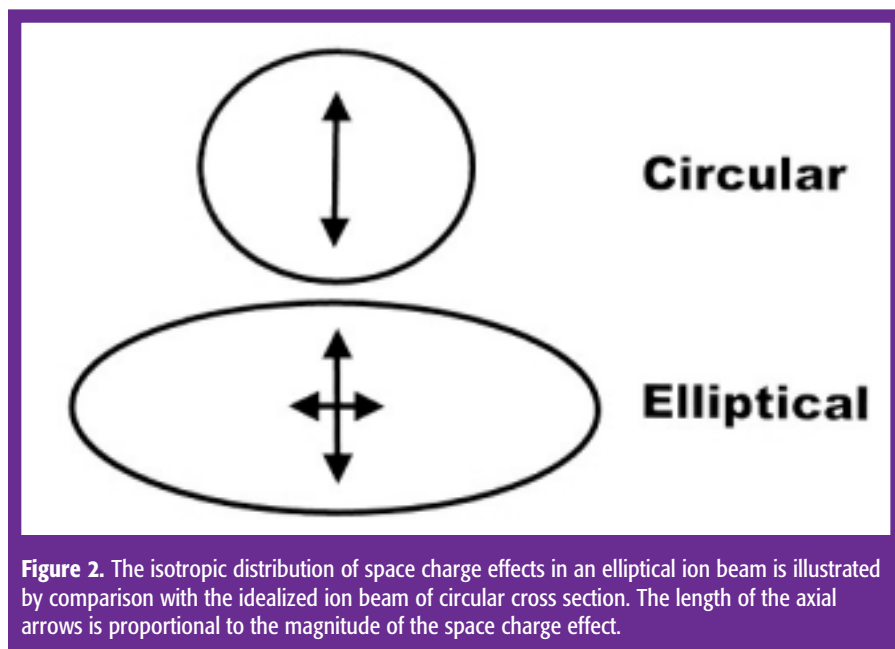 Circular
Elliptical
Figure 2. The isotropic distribution of space charge effects in an elliptical ion beam is illustrated
by comparison with the idealized ion beam of circular cross section. The length of the axial
arrows is proportional to the magnitude of the space charge effect.